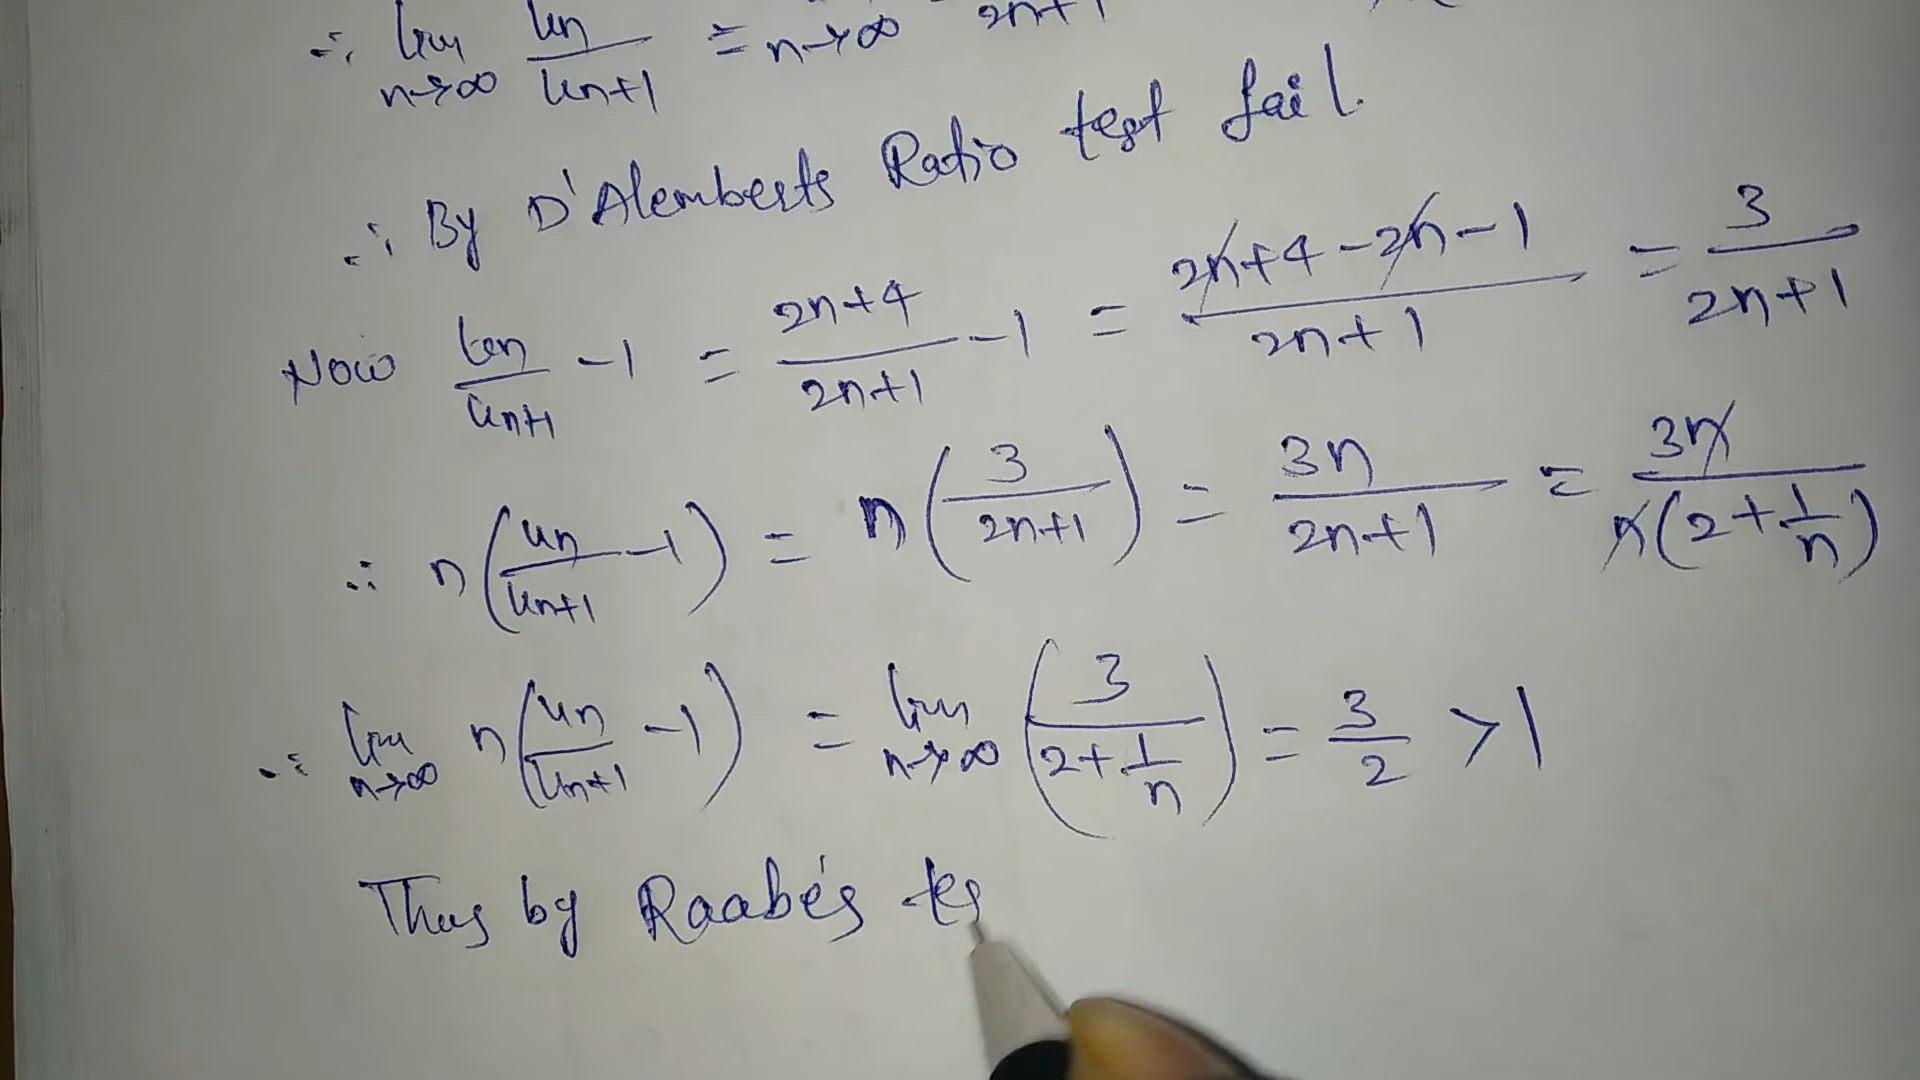 ∴ lim n→∞ un/un+1 = n→∞ 2n+1
∴ By D'Alemberts Ratio test fail.
Now un/un+1 -1 = 2n+4/2n+1 -1 = 2n+4-2n-1/2n+1 = 3/2n+1
∴ n(un/un+1 -1) = n(3/2n+1) = 3n/2n+1 = 3n/n(2+1/n)
∴ lim n→∞ n(un/un+1 -1) = lim n→∞ (3/2+1/n) = 3/2 > 1
Thus by Raabe's tes